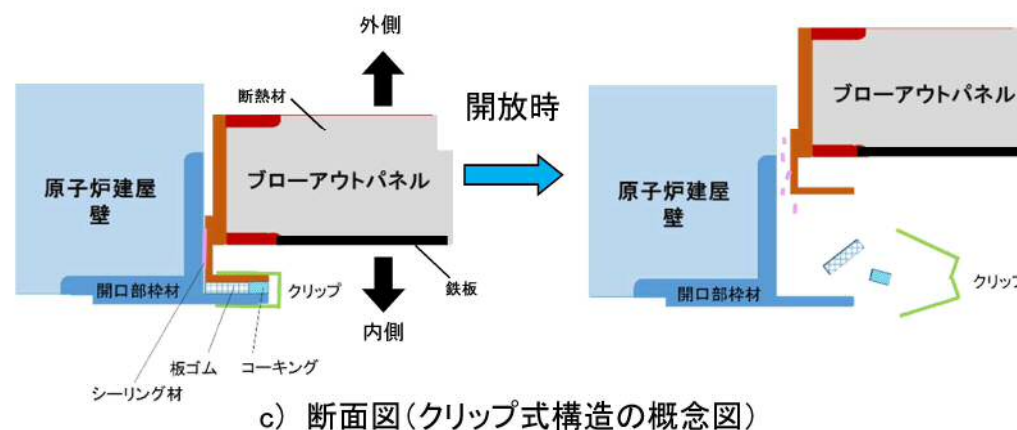 外側
断熱材
開放時
ブローアウトパネル
原子炉建屋
壁
鉄板
開口部枠材
クリップ
内側
板ゴム
コーキング
シーリング材
ブローアウトパネル
原子炉建屋
壁
開口部枠材
クリップ
c) 断面図(クリップ式構造の概念図)